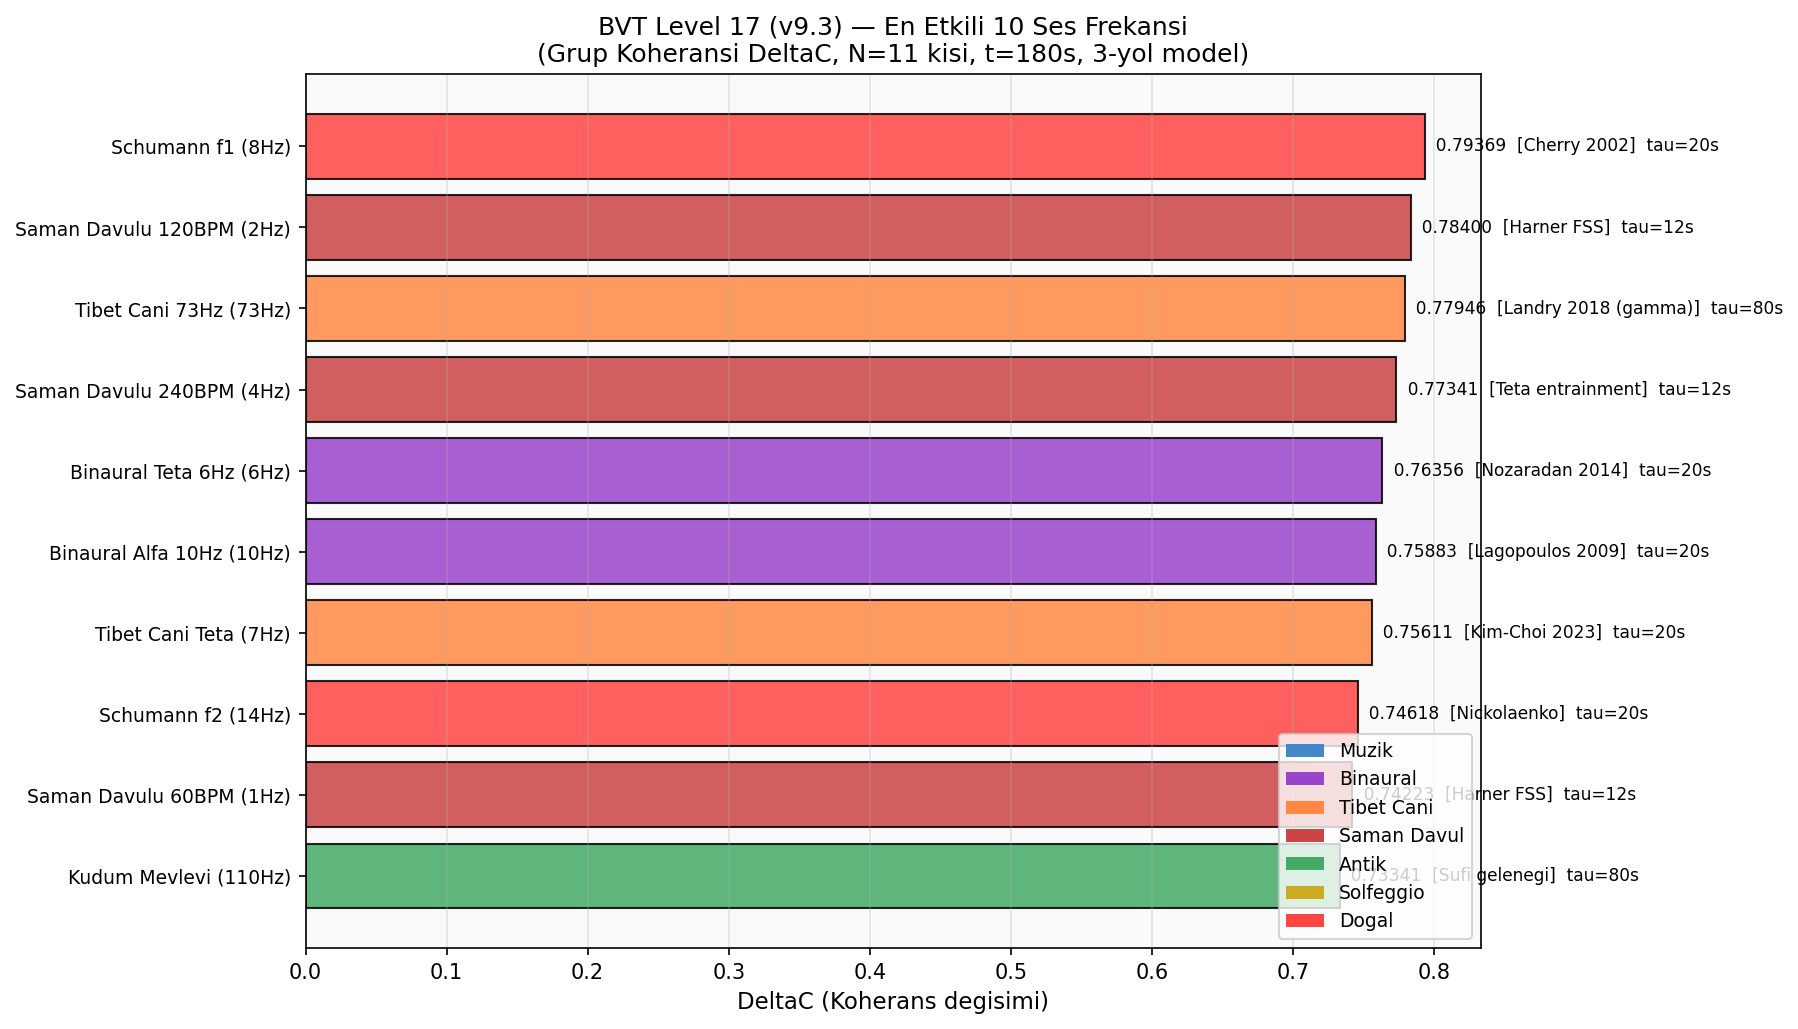 BVT Level 17 (v9.3) — En Etkili 10 Ses Frekansi
(Grup Koheransi DeltaC, N=11 kisi, t=180s, 3-yol model)
Schumann f1 (8Hz)
0.79369 [Cherry 2002] tau=20s
Saman Davulu 120BPM (2Hz)
0.78400 [Harner FSS] tau=12s
Tibet Cani 73Hz (73Hz)
0.77946 [Landry 2018 (gamma)] tau=80s
Saman Davulu 240BPM (4Hz)
0.77341 [Teta entrainment] tau=12s
Binaural Teta 6Hz (6Hz)
0.76356 [Nozaradan 2014] tau=20s
Binaural Alfa 10Hz (10Hz)
0.75883 [Lagopoulos 2009] tau=20s
Tibet Cani Teta (7Hz)
0.75611 [Kim-Choi 2023] tau=20s
Schumann f2 (14Hz)
0.74618 [Nickolaenko] tau=20s
Saman Davulu 60BPM (1Hz)
0.74223 [Harner FSS] tau=12s
Kudum Mevlevi (110Hz)
0.73341 [Sufi gelenegi] tau=80s
Muzik
Binaural
Tibet Cani
Saman Davul
Antik
Solfeggio
Dogal
0.0 0.1 0.2 0.3 0.4 0.5 0.6 0.7 0.8
DeltaC (Koherans degisimi)